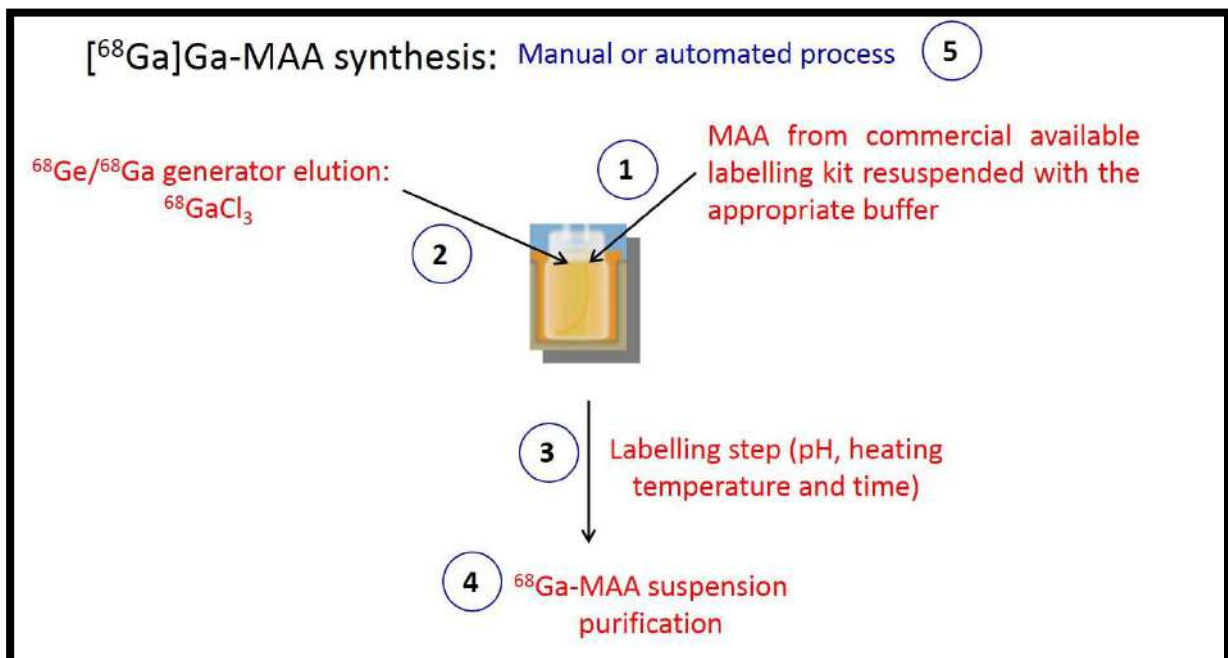 [⁶⁸Ga]Ga-MAA synthesis: Manual or automated process 5
⁶⁸Ge/⁶⁸Ga generator elution:
⁶⁸GaCl₃
1
MAA from commercial available
labelling kit resuspended with the
appropriate buffer
2
3
Labelling step (pH, heating
temperature and time)
4
⁶⁸Ga-MAA suspension
purification